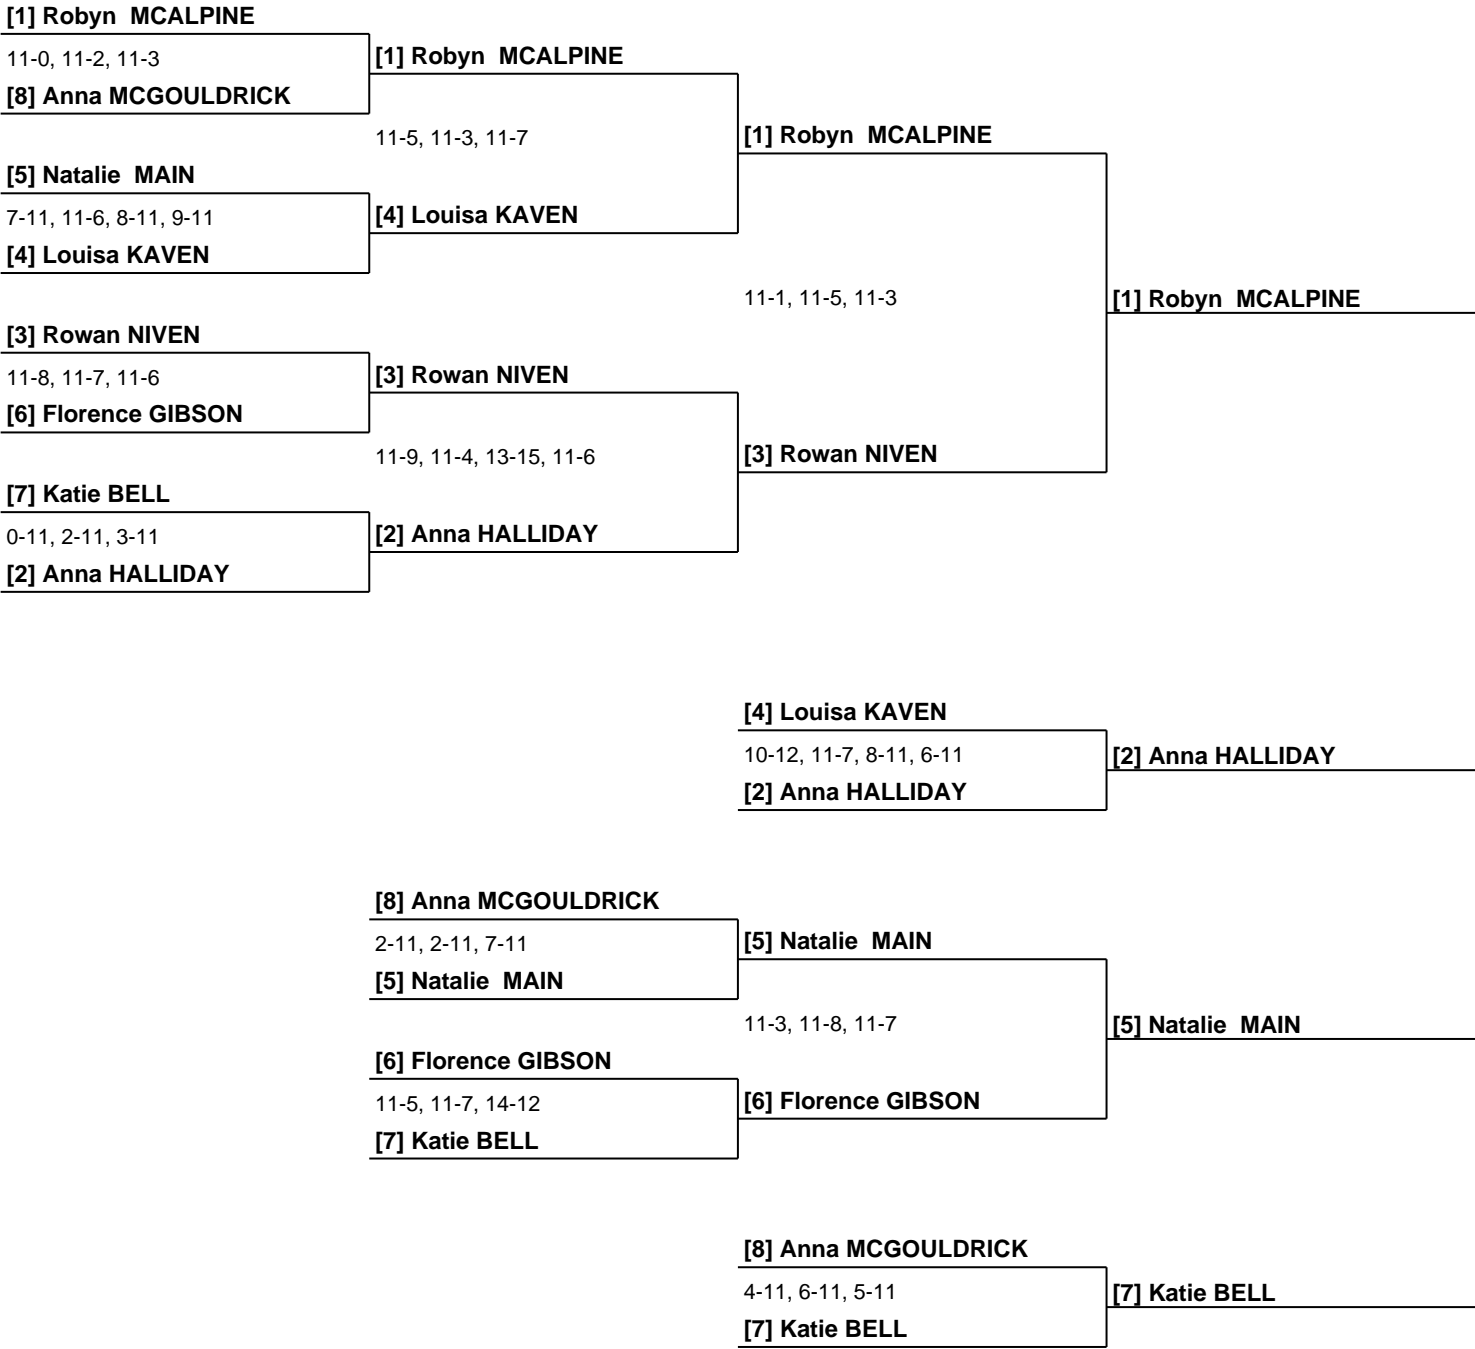 [1] Robyn  MCALPINE
11-0, 11-2, 11-3
[1] Robyn  MCALPINE
[8] Anna MCGOULDRICK
11-5, 11-3, 11-7
[1] Robyn  MCALPINE
[5] Natalie  MAIN
7-11, 11-6, 8-11, 9-11
[4] Louisa KAVEN
[4] Louisa KAVEN
11-1, 11-5, 11-3
[1] Robyn  MCALPINE
[3] Rowan NIVEN
11-8, 11-7, 11-6
[3] Rowan NIVEN
[6] Florence GIBSON
11-9, 11-4, 13-15, 11-6
[3] Rowan NIVEN
[7] Katie BELL
0-11, 2-11, 3-11
[2] Anna HALLIDAY
[2] Anna HALLIDAY
[4] Louisa KAVEN
10-12, 11-7, 8-11, 6-11
[2] Anna HALLIDAY
[2] Anna HALLIDAY
[8] Anna MCGOULDRICK
2-11, 2-11, 7-11
[5] Natalie  MAIN
[5] Natalie  MAIN
11-3, 11-8, 11-7
[5] Natalie  MAIN
[6] Florence GIBSON
11-5, 11-7, 14-12
[6] Florence GIBSON
[7] Katie BELL
[8] Anna MCGOULDRICK
4-11, 6-11, 5-11
[7] Katie BELL
[7] Katie BELL